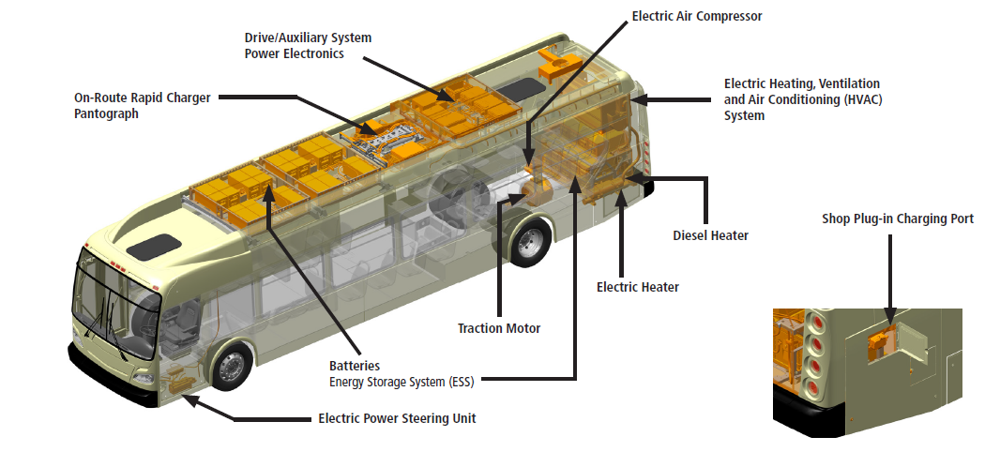 Electric Air Compressor
Drive/Auxiliary System
Power Electronics
On-Route Rapid Charger
Pantograph
Electric Heating, Ventilation
and Air Conditioning (HVAC)
System
Shop Plug-in Charging Port
Diesel Heater
Electric Heater
Traction Motor
Batteries
Energy Storage System (ESS)
Electric Power Steering Unit